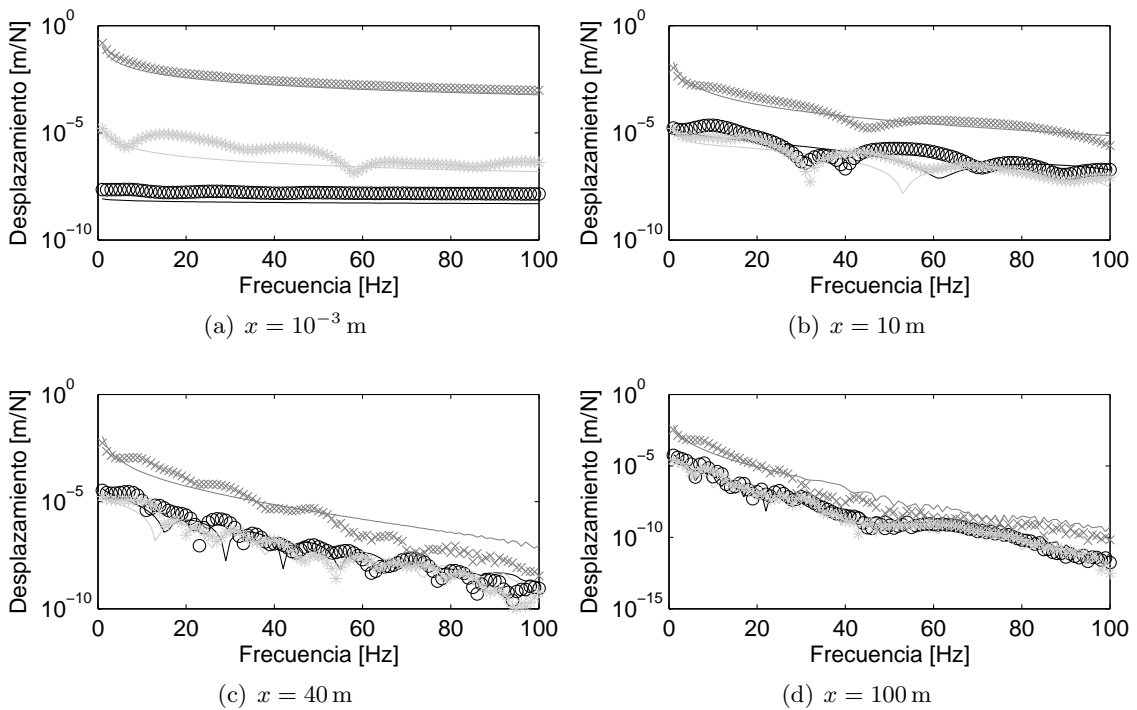 10^0
10^-5
10^-10
Desplazamiento [m/N]
0 20 40 60 80 100
Frecuencia [Hz]
(a) x = 10^-3 m
10^0
10^-5
10^-10
Desplazamiento [m/N]
0 20 40 60 80 100
Frecuencia [Hz]
(b) x = 10 m
10^0
10^-5
10^-10
Desplazamiento [m/N]
0 20 40 60 80 100
Frecuencia [Hz]
(c) x = 40 m
10^0
10^-5
10^-10
10^-15
Desplazamiento [m/N]
0 20 40 60 80 100
Frecuencia [Hz]
(d) x = 100 m